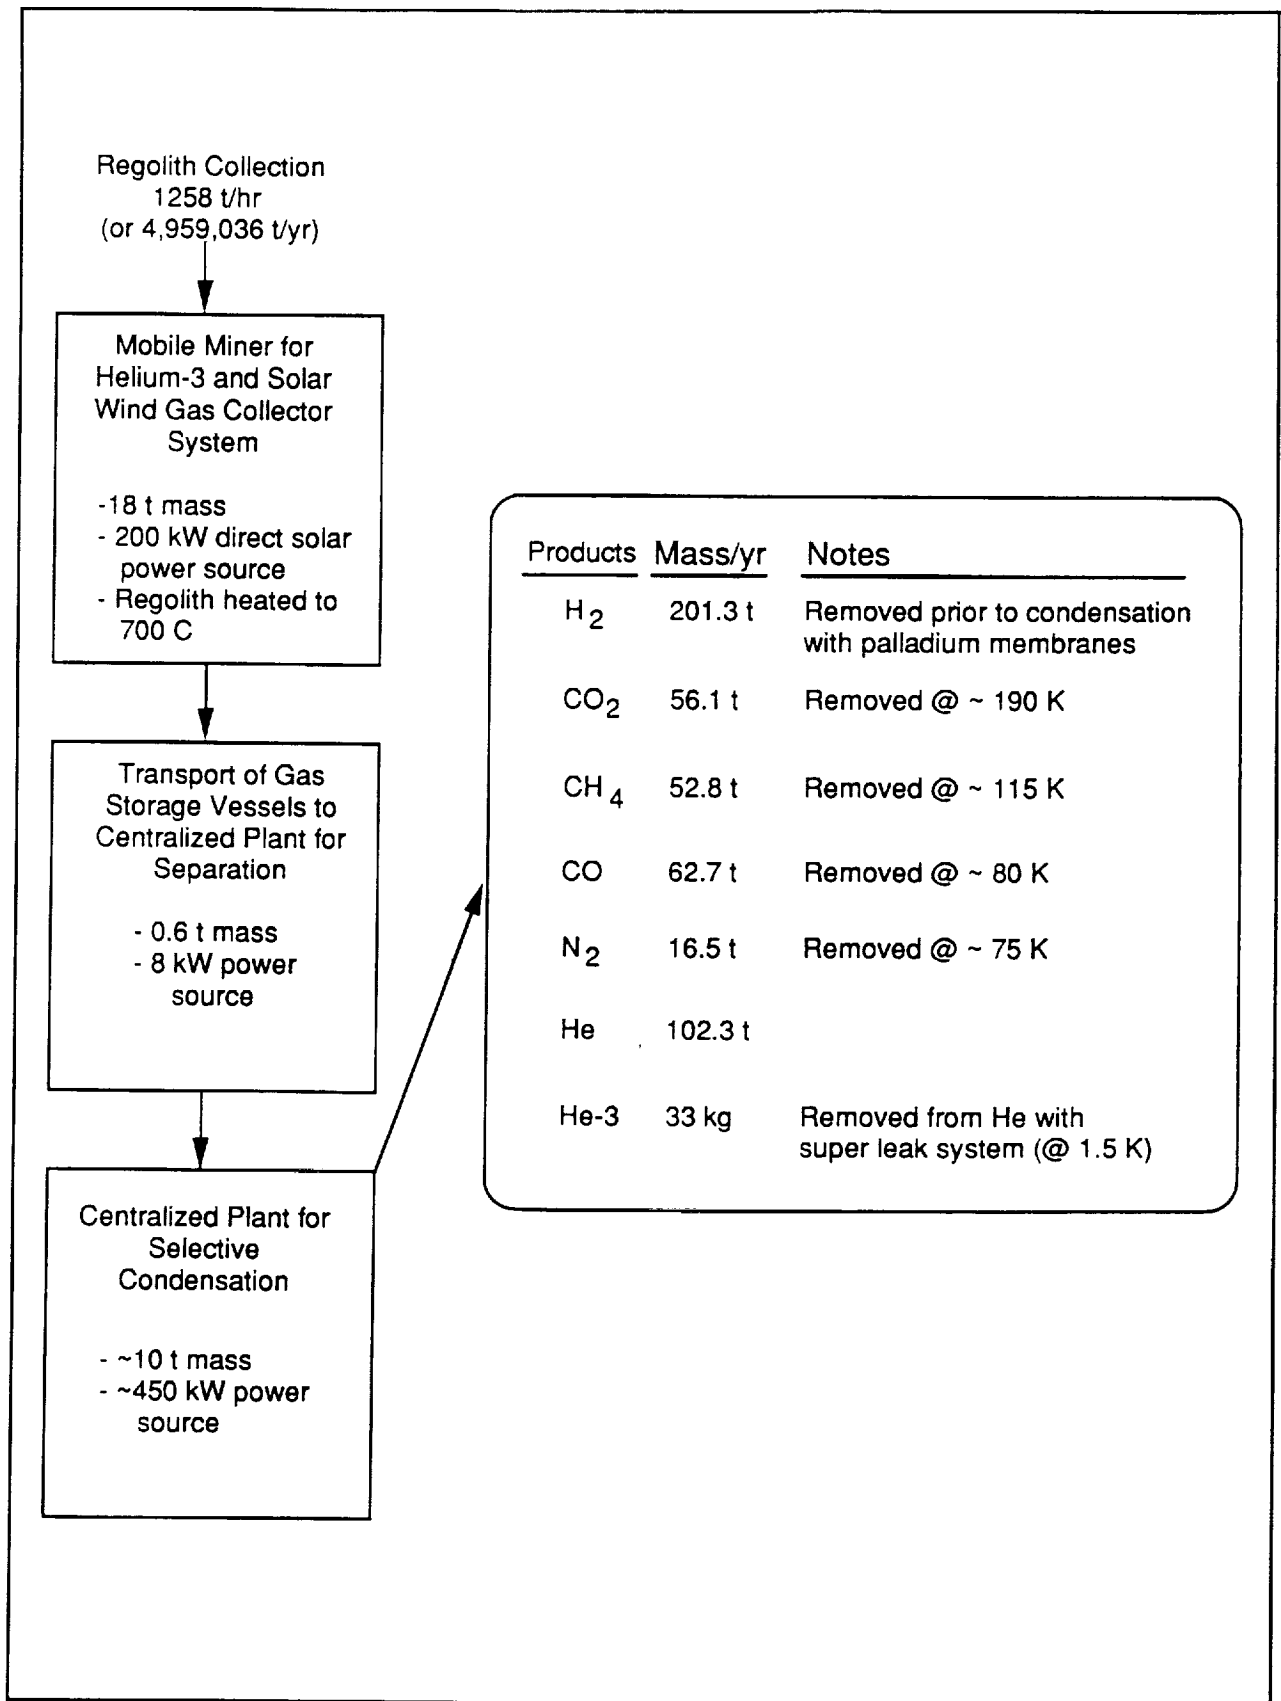 Regolith Collection
1258 t/hr
(or 4,959,036 t/yr)
Mobile Miner for
Helium-3 and Solar
Wind Gas Collector
System
-18 t mass
- 200 kW direct solar
power source
- Regolith heated to
700 C
Transport of Gas
Storage Vessels to
Centralized Plant for
Separation
- 0.6 t mass
- 8 kW power
source
Centralized Plant for
Selective
Condensation
- ~10 t mass
- ~450 kW power
source
Products Mass/yr Notes
H2 201.3 t Removed prior to condensation
with palladium membranes
CO2 56.1 t Removed @ ~ 190 K
CH4 52.8 t Removed @ ~ 115 K
CO 62.7 t Removed @ ~ 80 K
N2 16.5 t Removed @ ~ 75 K
He 102.3 t
He-3 33 kg Removed from He with
super leak system (@ 1.5 K)